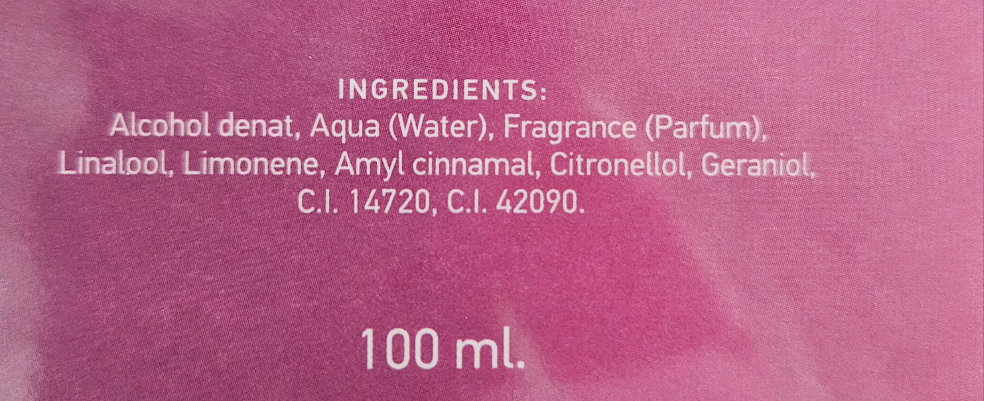 INGREDIENTS:
Alcohol denat, Aqua (Water), Fragrance (Parfum),
Linalool, Limonene, Amyl cinnamal, Citronellol, Geraniol,
C.I. 14720, C.I. 42090.
100 ml.